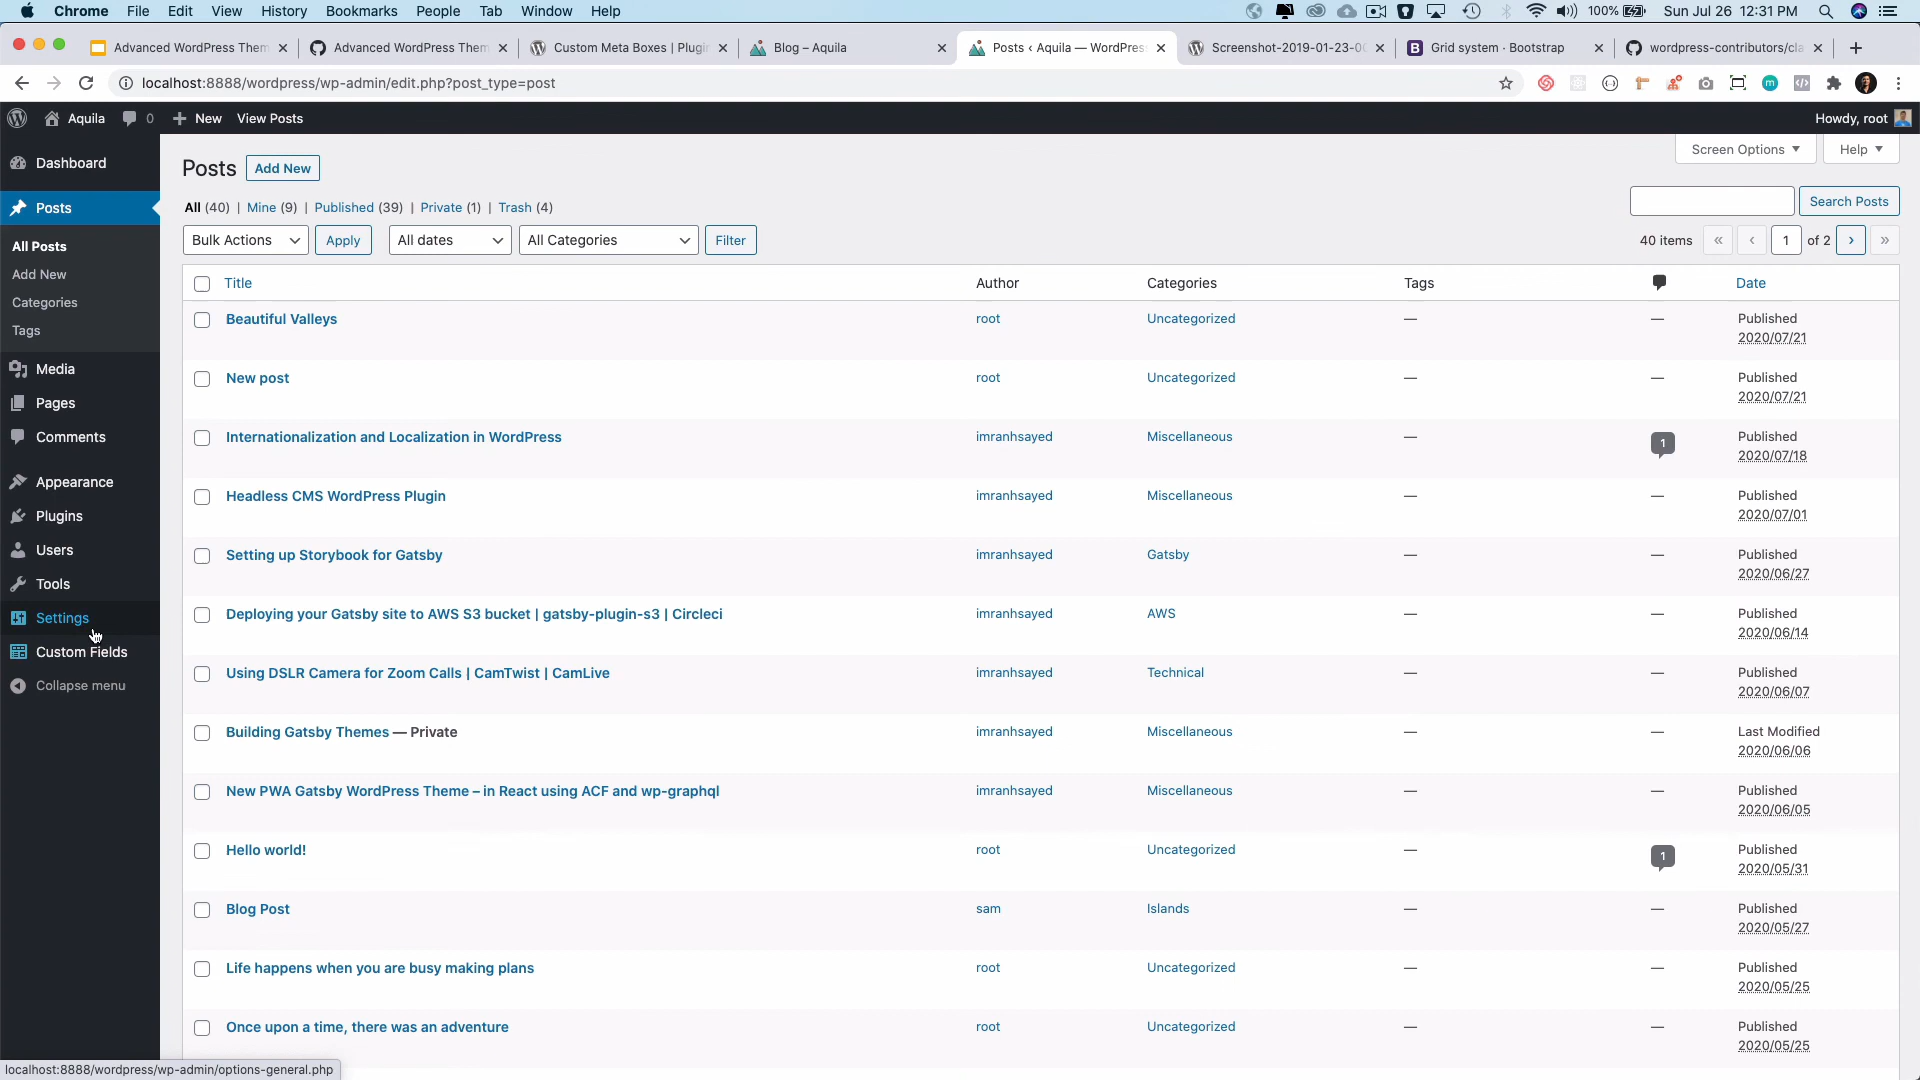 Chrome File Edit View History Bookmarks People Tab Window Help 100% Sun Jul 26 12:31 PM
Advanced WordPress Them Advanced WordPress Them Custom Meta Boxes | Plugin Blog – Aquila Posts ‹ Aquila — WordPress Screenshot-2019-01-23-0 Grid system · Bootstrap wordpress-contributors/cla
localhost:8888/wordpress/wp-admin/edit.php?post_type=post
Aquila 0 New View Posts Howdy, root
Dashboard
Posts
All Posts
Add New
Categories
Tags
Media
Pages
Comments
Appearance
Plugins
Users
Tools
Settings
Custom Fields
Collapse menu
Screen Options Help
Posts Add New
All (40) | Mine (9) | Published (39) | Private (1) | Trash (4)
Search Posts
Bulk Actions Apply All dates All Categories Filter 40 items « ‹ 1 of 2 › »
Title Author Categories Tags Date
Beautiful Valleys root Uncategorized — — Published
2020/07/21
New post root Uncategorized — — Published
2020/07/21
Internationalization and Localization in WordPress imranhsayed Miscellaneous — 1 Published
2020/07/18
Headless CMS WordPress Plugin imranhsayed Miscellaneous — — Published
2020/07/01
Setting up Storybook for Gatsby imranhsayed Gatsby — — Published
2020/06/27
Deploying your Gatsby site to AWS S3 bucket | gatsby-plugin-s3 | Circleci imranhsayed AWS — — Published
2020/06/14
Using DSLR Camera for Zoom Calls | CamTwist | CamLive imranhsayed Technical — — Published
2020/06/07
Building Gatsby Themes — Private imranhsayed Miscellaneous — — Last Modified
2020/06/06
New PWA Gatsby WordPress Theme – in React using ACF and wp-graphql imranhsayed Miscellaneous — — Published
2020/06/05
Hello world! root Uncategorized — 1 Published
2020/05/31
Blog Post sam Islands — — Published
2020/05/27
Life happens when you are busy making plans root Uncategorized — — Published
2020/05/25
Once upon a time, there was an adventure root Uncategorized — — Published
2020/05/25
localhost:8888/wordpress/wp-admin/options-general.php